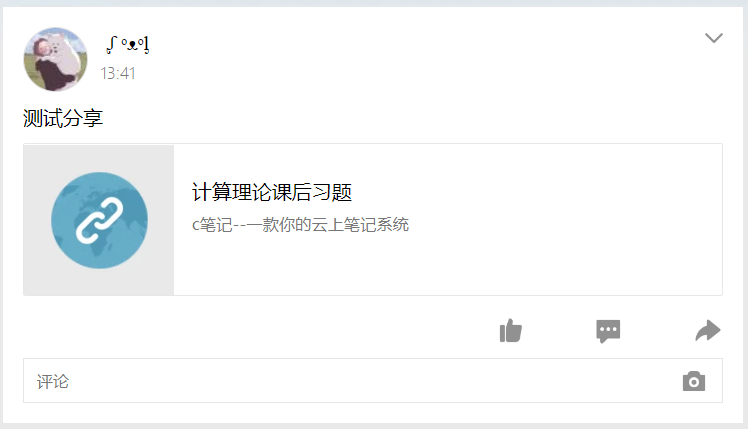 ʃ͛ ºᴥºʅ
13:41
测试分享
计算理论课后习题
c笔记--一款你的云上笔记系统
评论